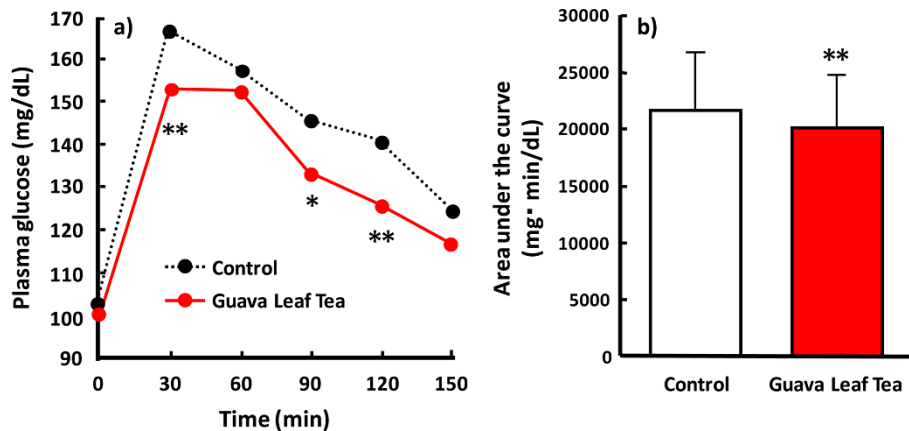 a)
Plasma glucose (mg/dL)
170
160
150
140
130
120
110
100
90
**
*
**
Control
Guava Leaf Tea
0 30 60 90 120 150
Time (min)
b)
Area under the curve
(mg· min/dL)
30000
25000
20000
15000
10000
5000
0
**
Control Guava Leaf Tea